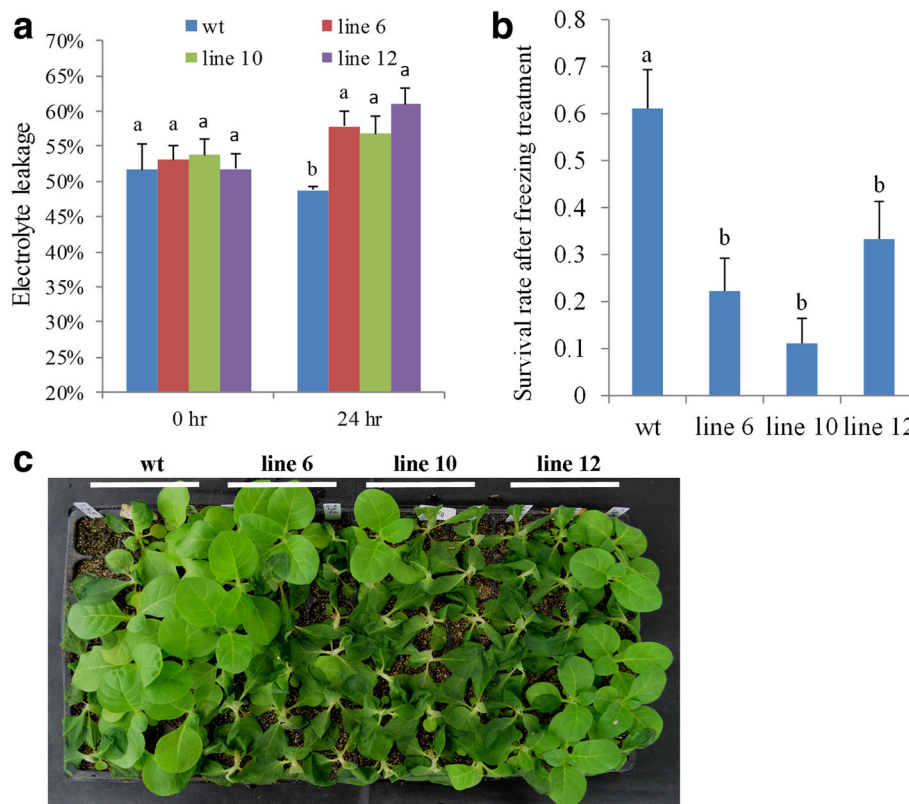 a
wt
line 6
line 10
line 12
Electrolyte leakage
70%
65%
60%
55%
50%
45%
40%
35%
30%
25%
20%
a
a
a
a
b
a
a
a
0 hr
24 hr
b
Survival rate after freezing treatment
0.8
0.7
0.6
0.5
0.4
0.3
0.2
0.1
0
a
b
b
b
wt
line 6
line 10
line 12
c
wt
line 6
line 10
line 12